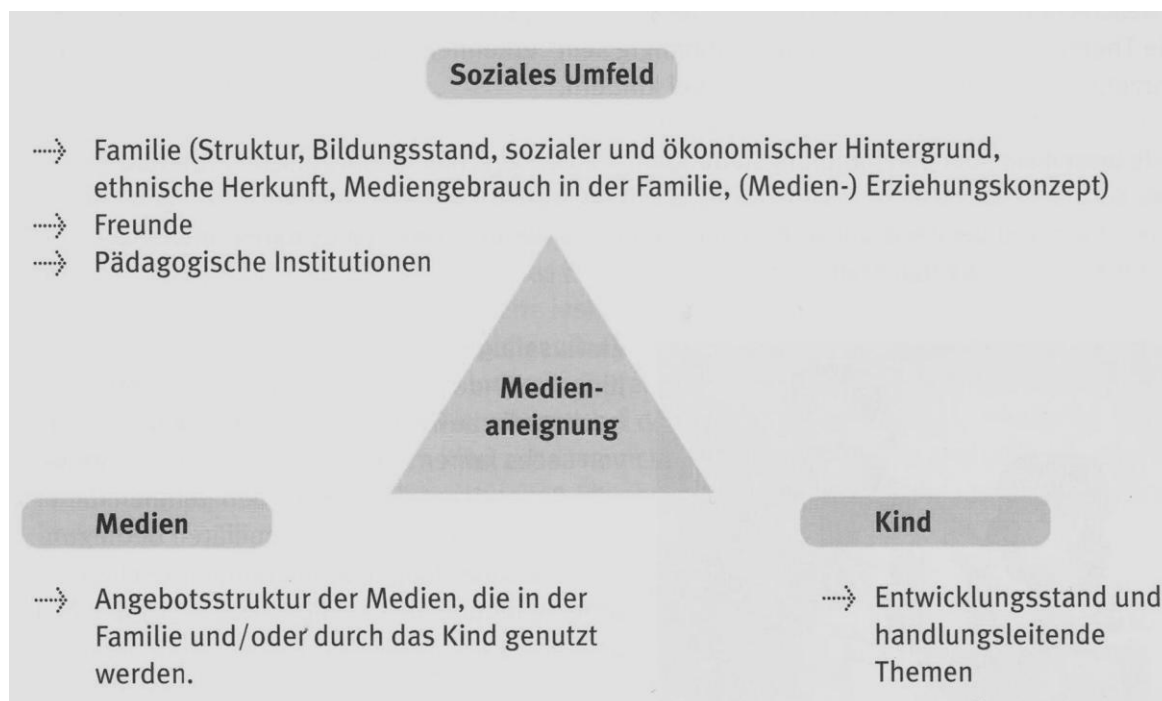 Soziales Umfeld
Familie (Struktur, Bildungsstand, sozialer und ökonomischer Hintergrund,
ethnische Herkunft, Mediengebrauch in der Familie, (Medien-) Erziehungskonzept)
Freunde
Pädagogische Institutionen
Medien-
aneignung
Medien
Angebotsstruktur der Medien, die in der
Familie und/oder durch das Kind genutzt
werden.
Kind
Entwicklungsstand und
handlungsleitende
Themen